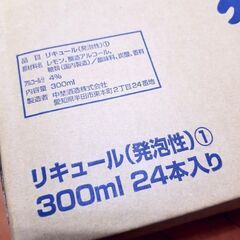 品目 リキュール(発泡性)①
原材料名 レモン、醸造アルコール、
糖類(国内製造)/酸味料、炭酸、香料
アルコール分 4%
内容量 300ml
製造者 中埜酒造株式会社
愛知県半田市東本町2丁目24番地
リキュール(発泡性)①
300ml 24本入り